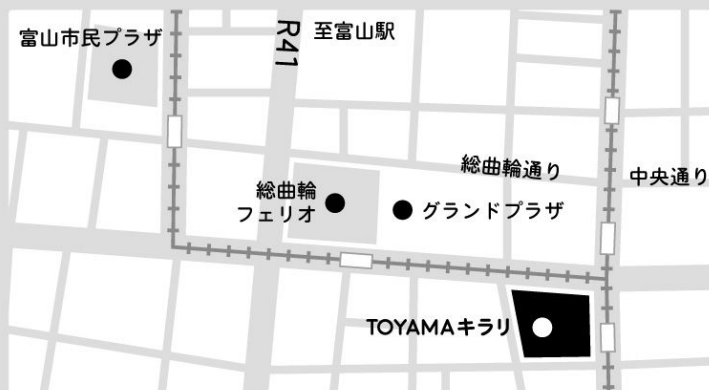 富山市民プラザ
R41
至富山駅
総曲輪通り
中央通り
総曲輪
フェリオ
グランドプラザ
TOYAMAキラリ